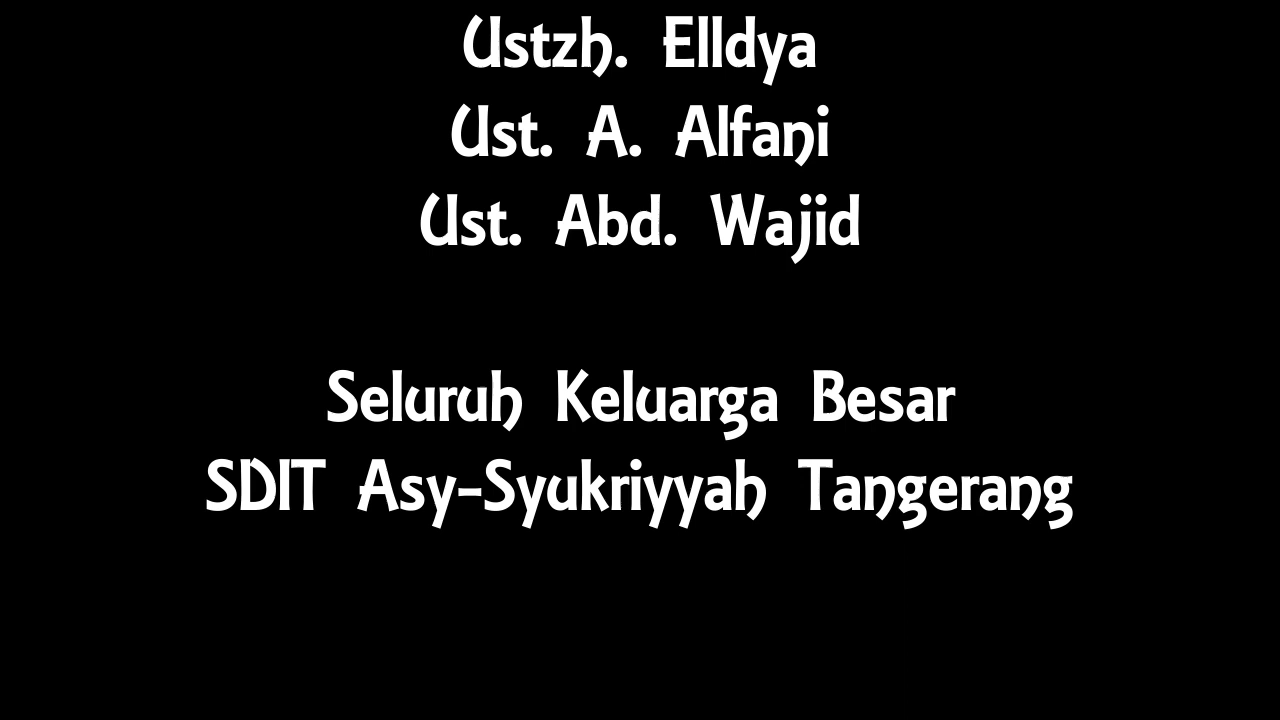 Ustzh. Elldya
Ust. A. Alfani
Ust. Abd. Wajid
Seluruh Keluarga Besar
SDIT Asy-Syukriyyah Tangerang